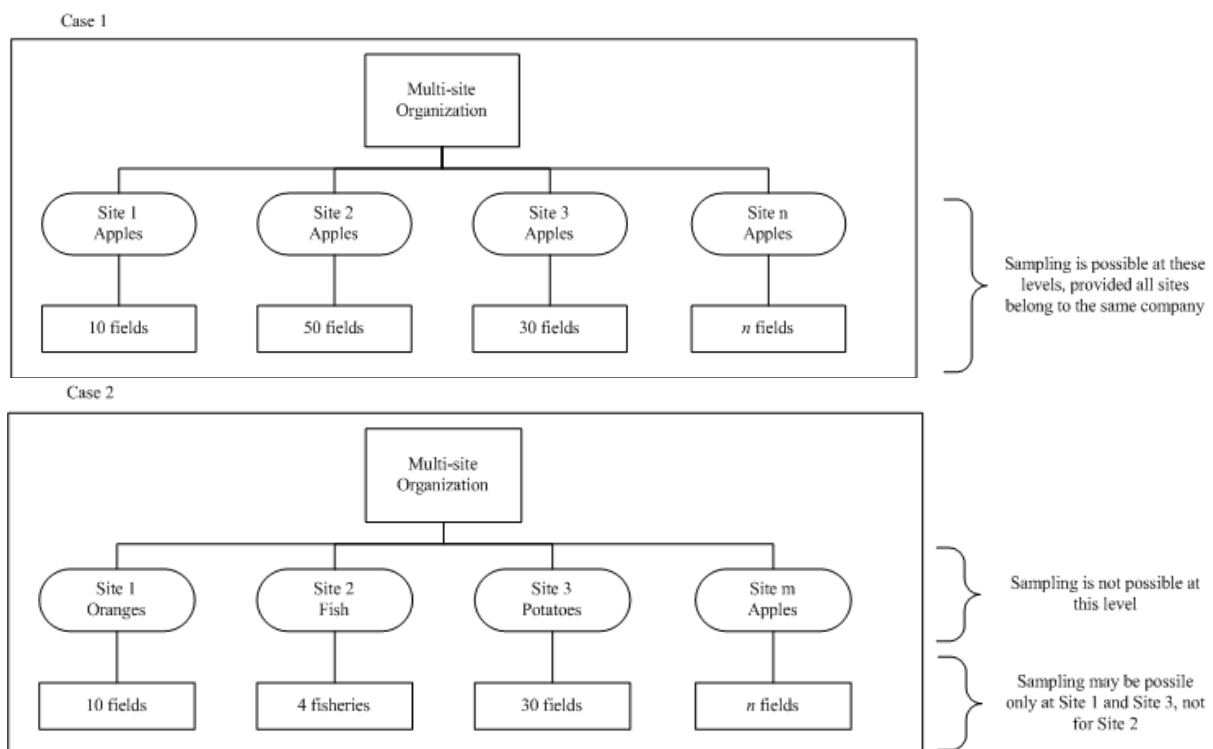 Case 1
Multi-site
Organization
Site 1
Apples
Site 2
Apples
Site 3
Apples
Site n
Apples
10 fields
50 fields
30 fields
n fields
Sampling is possible at these
levels, provided all sites
belong to the same company
Case 2
Multi-site
Organization
Site 1
Oranges
Site 2
Fish
Site 3
Potatoes
Site m
Apples
Sampling is not possible at
this level
10 fields
4 fisheries
30 fields
n fields
Sampling may be possile
only at Site 1 and Site 3, not
for Site 2